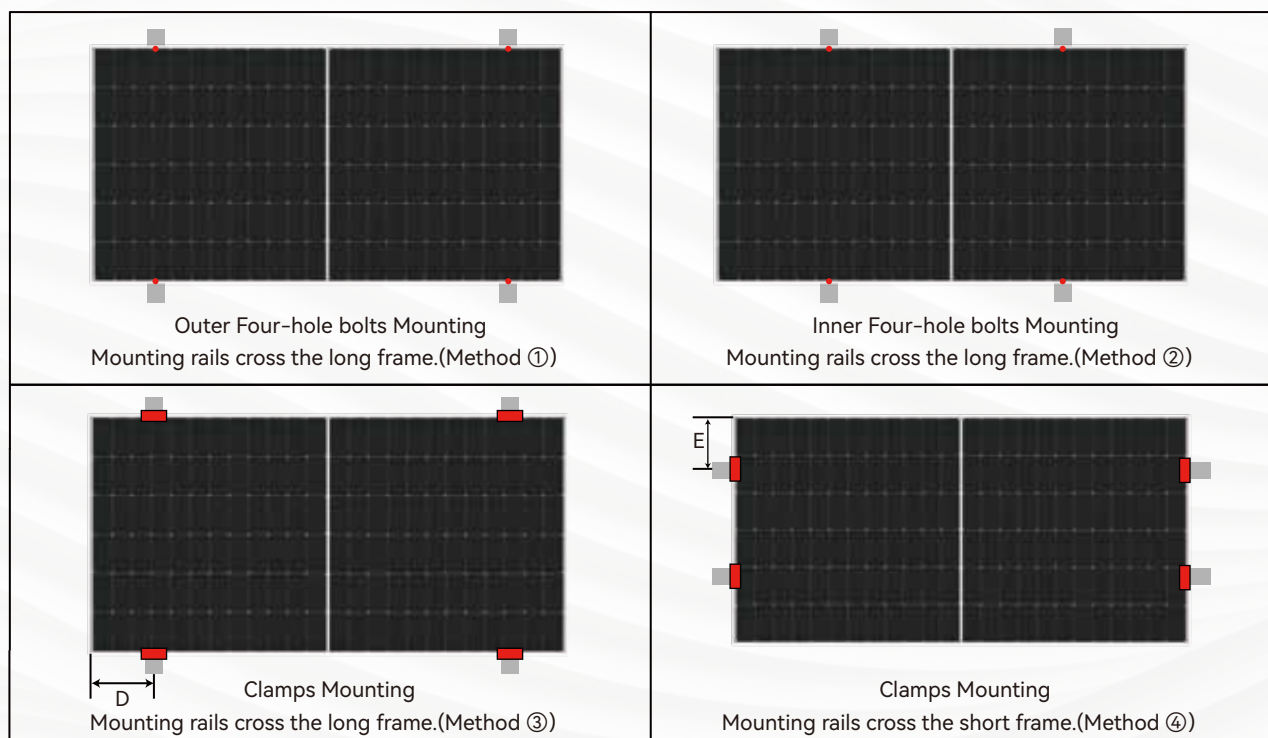 Outer Four-hole bolts Mounting
Mounting rails cross the long frame.(Method ①)
Inner Four-hole bolts Mounting
Mounting rails cross the long frame.(Method ②)
D
Clamps Mounting
Mounting rails cross the long frame.(Method ③)
E
Clamps Mounting
Mounting rails cross the short frame.(Method ④)